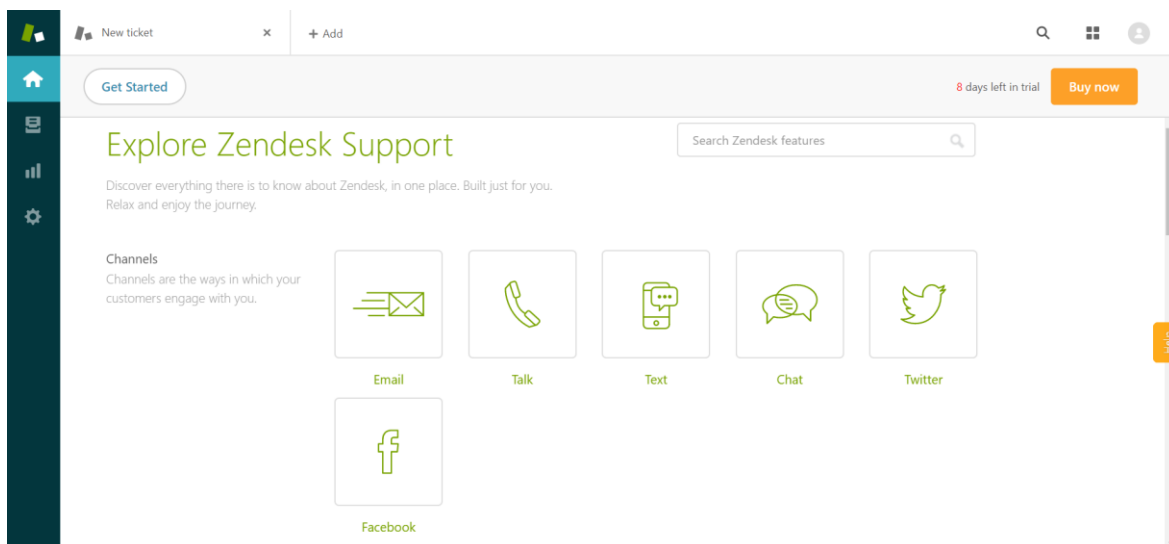 New ticket
+ Add
Get Started
8 days left in trial
Buy now
Explore Zendesk Support
Search Zendesk features
Discover everything there is to know about Zendesk, in one place. Built just for you.
Relax and enjoy the journey.
Channels
Channels are the ways in which your
customers engage with you.
Email
Talk
Text
Chat
Twitter
Facebook
Help